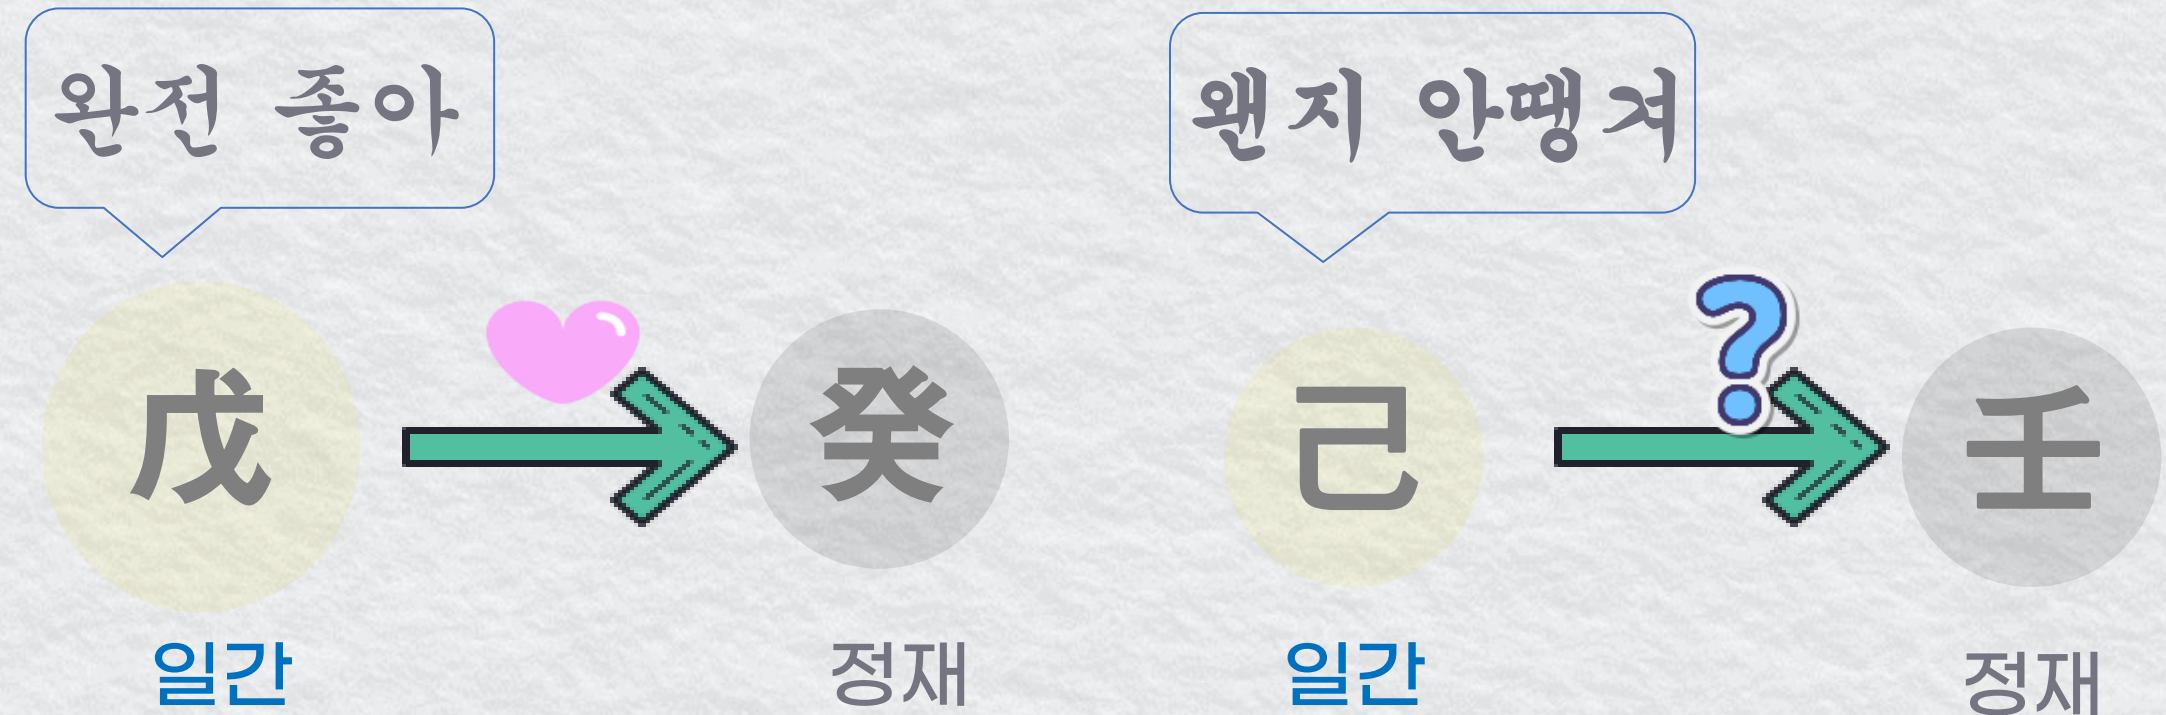 완전 좋아
왠지 안땡겨
戊
癸
己
壬
일간
정재
일간
정재